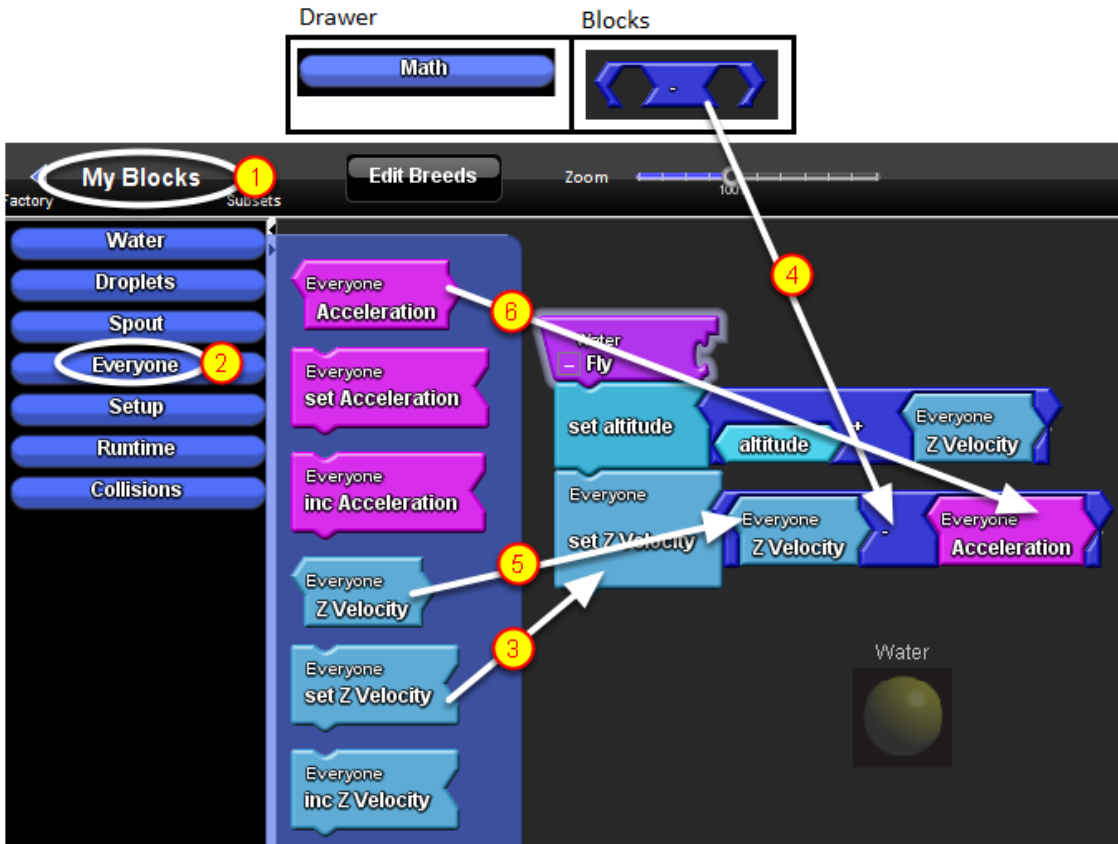 Drawer
Blocks
Math
-
My Blocks
1
Factory
Subsets
Edit Breeds
Zoom
100
Water
Droplets
Spout
Everyone
2
Setup
Runtime
Collisions
Everyone
Acceleration
Everyone
set Acceleration
Everyone
inc Acceleration
Everyone
Z Velocity
Everyone
set Z Velocity
Everyone
inc Z Velocity
6
4
5
3
Water
Fly
set altitude
altitude
+
Everyone
Z Velocity
Everyone
set Z Velocity
Everyone
Z Velocity
-
Everyone
Acceleration
Water